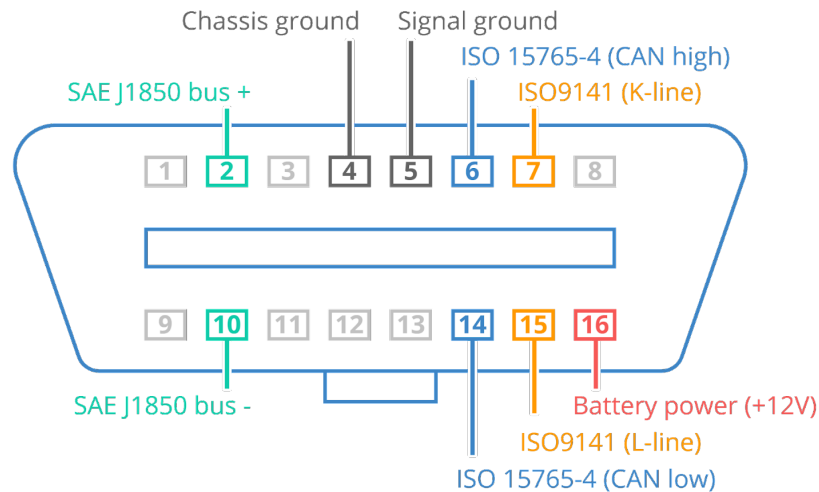 Chassis ground Signal ground
ISO 15765-4 (CAN high)
SAE J1850 bus + ISO9141 (K-line)
1 2 3 4 5 6 7 8
9 10 11 12 13 14 15 16
SAE J1850 bus - Battery power (+12V)
ISO9141 (L-line)
ISO 15765-4 (CAN low)